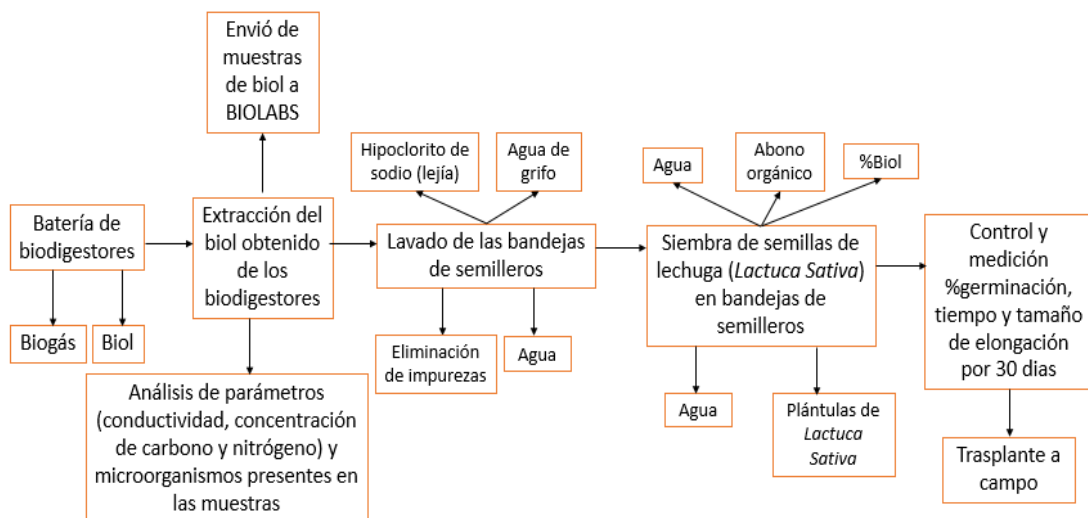 Envió de
muestras
de biol a
BIOLABS
Batería de
biodigestores
Biogás
Biol
Extracción del
biol obtenido
de los
biodigestores
Análisis de parámetros
(conductividad, concentración
de carbono y nitrógeno) y
microorganismos presentes en
las muestras
Hipoclorito de
sodio (lejía)
Agua de
grifo
Lavado de las bandejas
de semilleros
Eliminación
de impurezas
Agua
Agua
Abono
orgánico
%Biol
Siembra de semillas de
lechuga (Lactuca Sativa)
en bandejas de
semilleros
Agua
Plántulas de
Lactuca
Sativa
Control y
medición
%germinación,
tiempo y tamaño
de elongación
por 30 dias
Trasplante a
campo